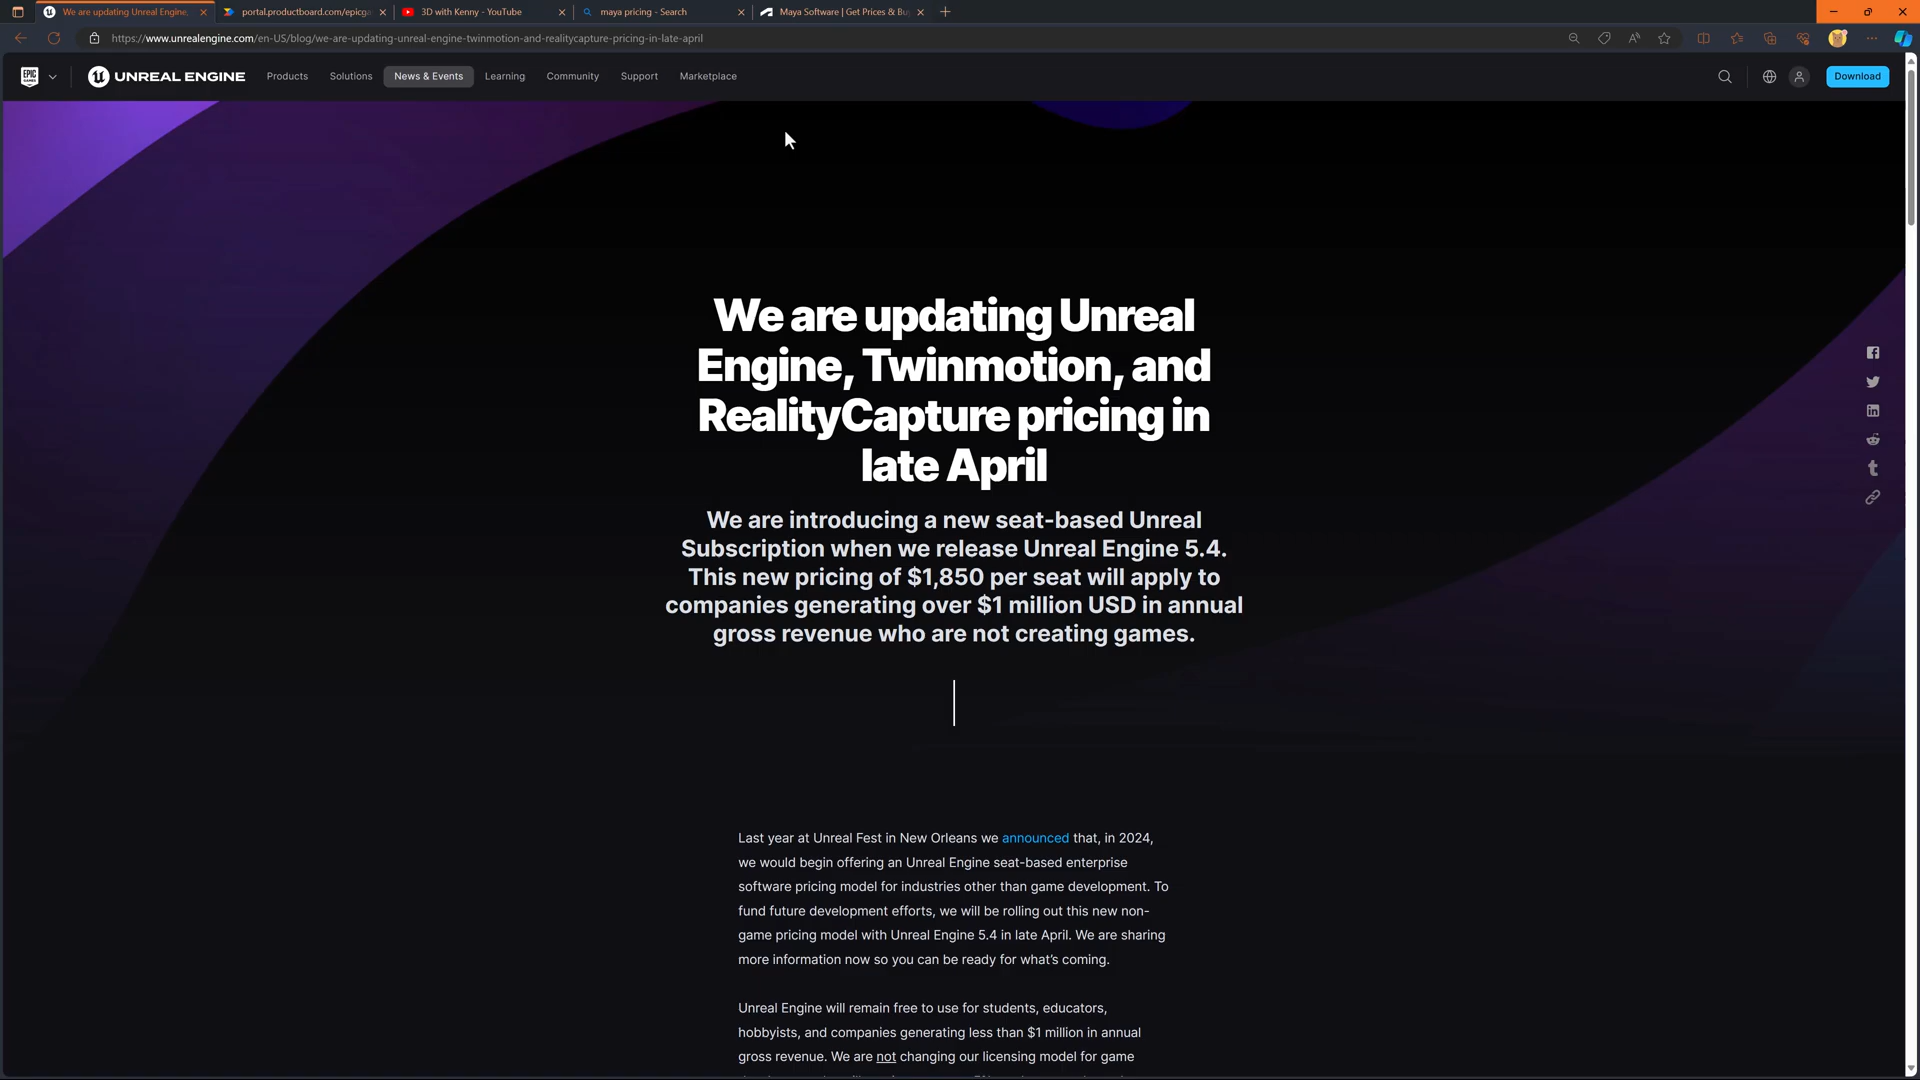 We are updating Unreal Engine,
portal.productboard.com/epicga
3D with Kenny - YouTube
maya pricing - Search
Maya Software | Get Prices & Bu
https://www.unrealengine.com/en-US/blog/we-are-updating-unreal-engine-twinmotion-and-realitycapture-pricing-in-late-april
EPIC GAMES
UNREAL ENGINE
Products
Solutions
News & Events
Learning
Community
Support
Marketplace
Download
We are updating Unreal
Engine, Twinmotion, and
RealityCapture pricing in
late April
We are introducing a new seat-based Unreal
Subscription when we release Unreal Engine 5.4.
This new pricing of $1,850 per seat will apply to
companies generating over $1 million USD in annual
gross revenue who are not creating games.
Last year at Unreal Fest in New Orleans we announced that, in 2024,
we would begin offering an Unreal Engine seat-based enterprise
software pricing model for industries other than game development. To
fund future development efforts, we will be rolling out this new non-
game pricing model with Unreal Engine 5.4 in late April. We are sharing
more information now so you can be ready for what's coming.
Unreal Engine will remain free to use for students, educators,
hobbyists, and companies generating less than $1 million in annual
gross revenue. We are not changing our licensing model for game